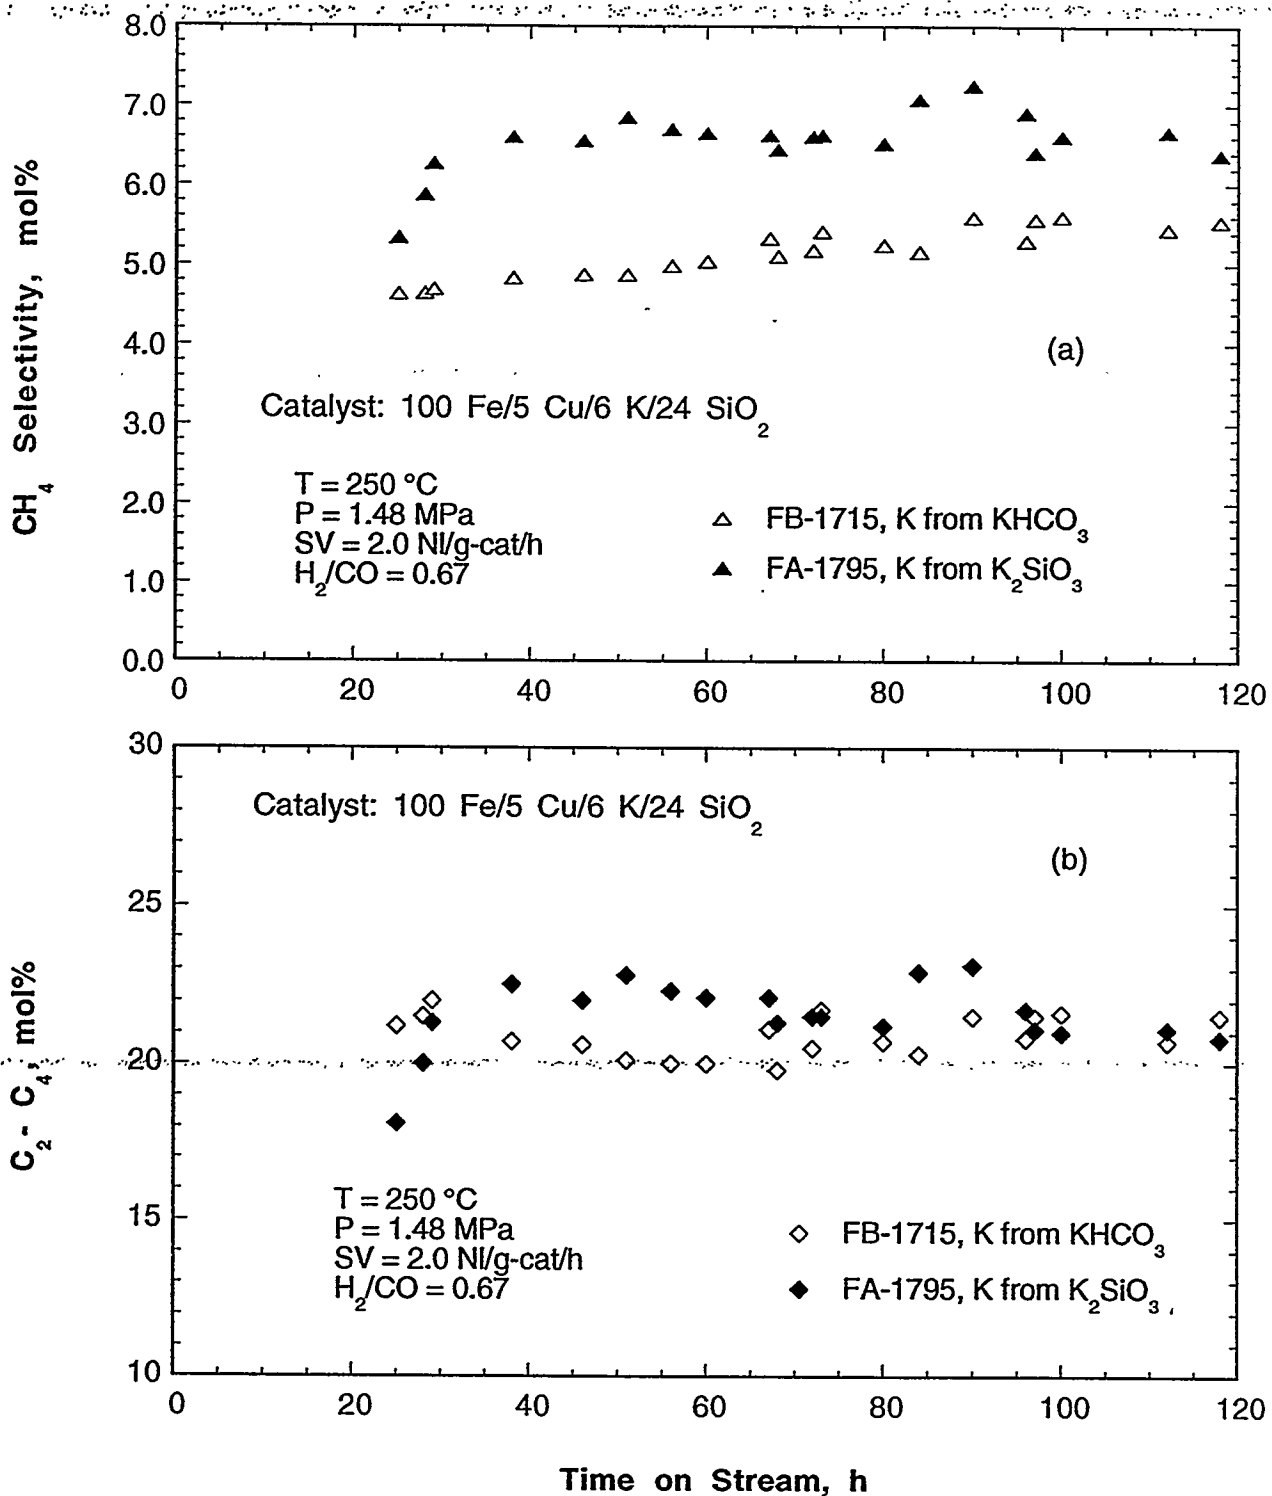 8.0
7.0
6.0
5.0
4.0
3.0
2.0
1.0
0.0
CH₄ Selectivity, mol%
(a)
Catalyst: 100 Fe/5 Cu/6 K/24 SiO₂
T = 250 °C
P = 1.48 MPa
SV = 2.0 Nl/g-cat/h
H₂/CO = 0.67
FB-1715, K from KHCO₃
FA-1795, K from K₂SiO₃
0 20 40 60 80 100 120
30
25
20
15
10
C₂ - C₄, mol%
Catalyst: 100 Fe/5 Cu/6 K/24 SiO₂
(b)
T = 250 °C
P = 1.48 MPa
SV = 2.0 Nl/g-cat/h
H₂/CO = 0.67
FB-1715, K from KHCO₃
FA-1795, K from K₂SiO₃
0 20 40 60 80 100 120
Time on Stream, h